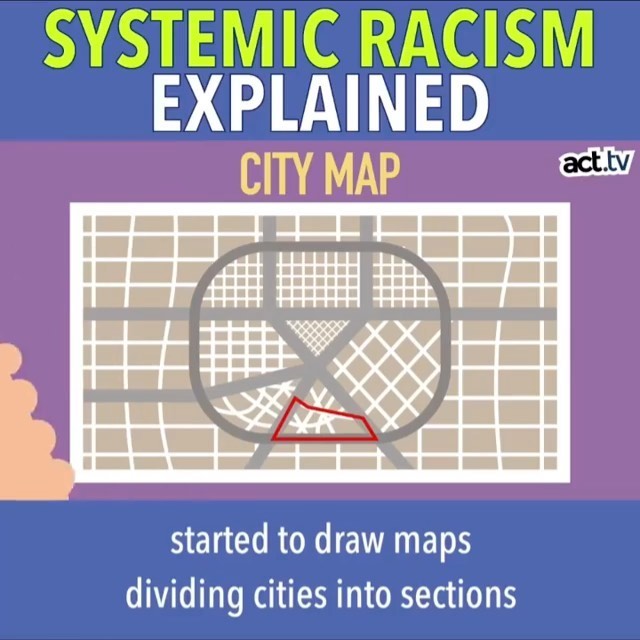 SYSTEMIC RACISM
EXPLAINED
CITY MAP
act.tv
started to draw maps
dividing cities into sections